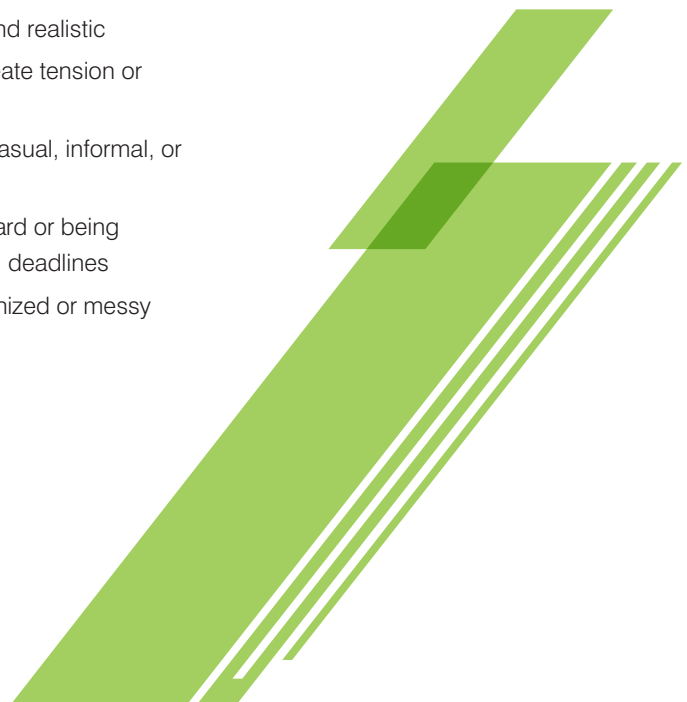 nd realistic
ate tension or
asual, informal, or
ard or being
deadlines
nized or messy